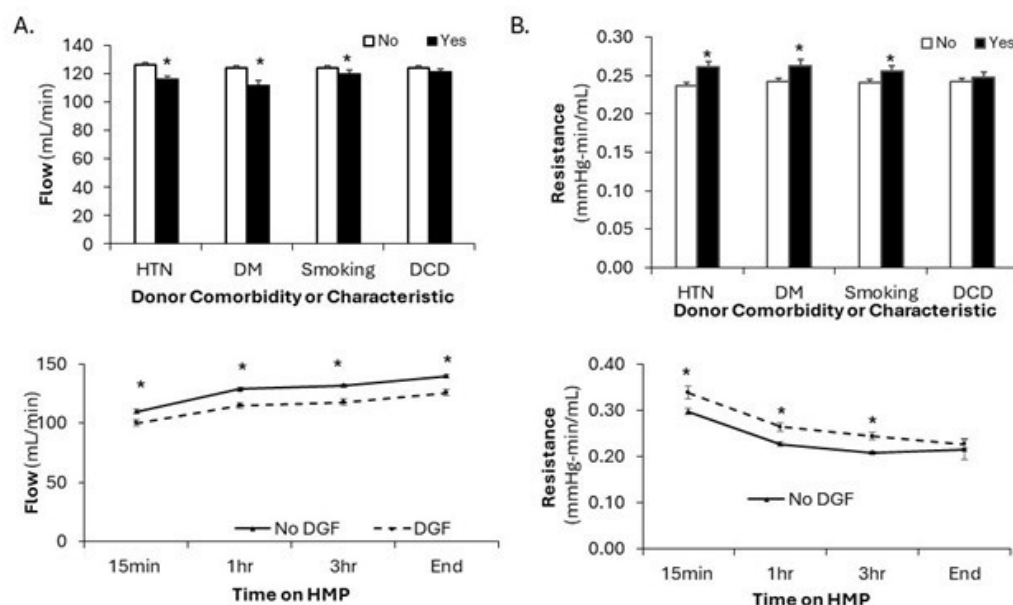 A.
140
120
100
80
60
40
20
0
Flow (mL/min)
No Yes
* * *
HTN DM Smoking DCD
Donor Comorbidity or Characteristic
150
100
50
0
Flow (mL/min)
* * * *
No DGF DGF
15min 1hr 3hr End
Time on HMP
B.
0.30
0.25
0.20
0.15
0.10
0.05
0.00
Resistance
(mmHg-min/mL)
No Yes
* * *
HTN DM Smoking DCD
Donor Comorbidity or Characteristic
0.40
0.30
0.20
0.10
0.00
Resistance
(mmHg-min/mL)
* * *
No DGF
15min 1hr 3hr End
Time on HMP